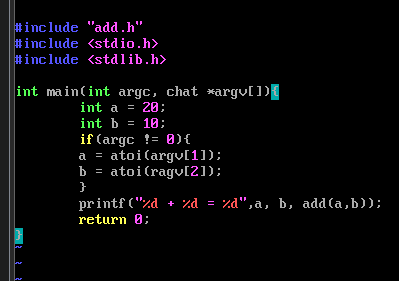 #include "add.h"
#include <stdio.h>
#include <stdlib.h>
int main(int argc, chat *argv[]){
int a = 20;
int b = 10;
if(argc != 0){
a = atoi(argv[1]);
b = atoi(ragv[2]);
}
printf("%d + %d = %d",a, b, add(a,b));
return 0;
}
~
~
~